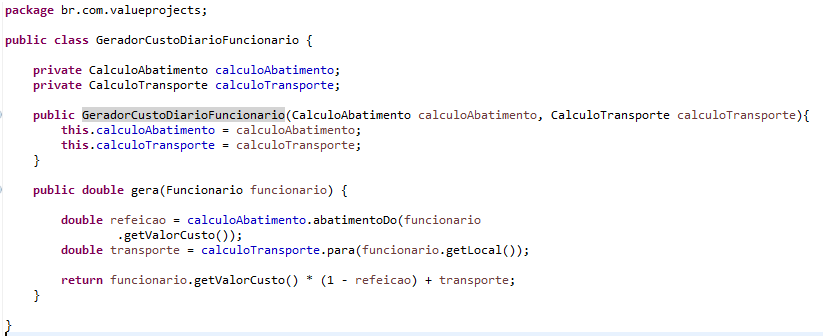 package br.com.valueprojects;
public class GeradorCustoDiarioFuncionario {
private CalculoAbatimento calculoAbatimento;
private CalculoTransporte calculoTransporte;
public GeradorCustoDiarioFuncionario(CalculoAbatimento calculoAbatimento, CalculoTransporte calculoTransporte){
this.calculoAbatimento = calculoAbatimento;
this.calculoTransporte = calculoTransporte;
}
public double gera(Funcionario funcionario) {
double refeicao = calculoAbatimento.abatimentoDo(funcionario
.getValorCusto());
double transporte = calculoTransporte.para(funcionario.getLocal());
return funcionario.getValorCusto() * (1 - refeicao) + transporte;
}
}